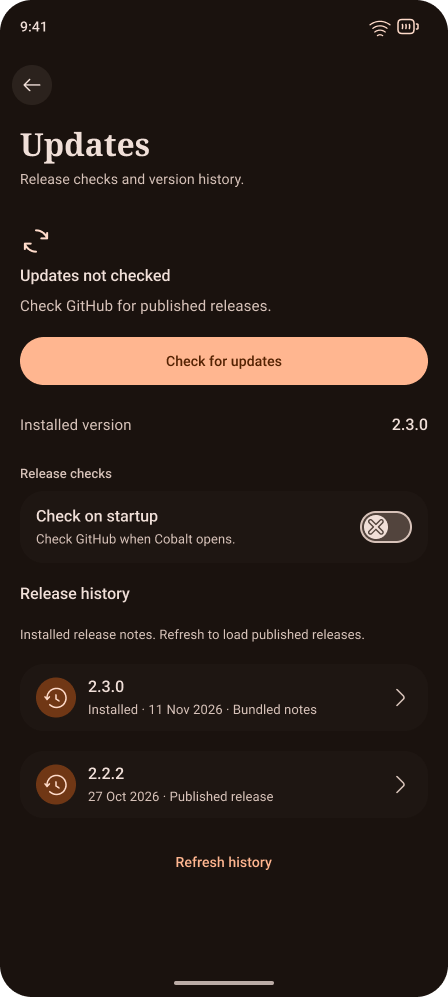 9:41
Updates
Release checks and version history.
Updates not checked
Check GitHub for published releases.
Check for updates
Installed version 2.3.0
Release checks
Check on startup
Check GitHub when Cobalt opens.
Release history
Installed release notes. Refresh to load published releases.
2.3.0
Installed · 11 Nov 2026 · Bundled notes
2.2.2
27 Oct 2026 · Published release
Refresh history